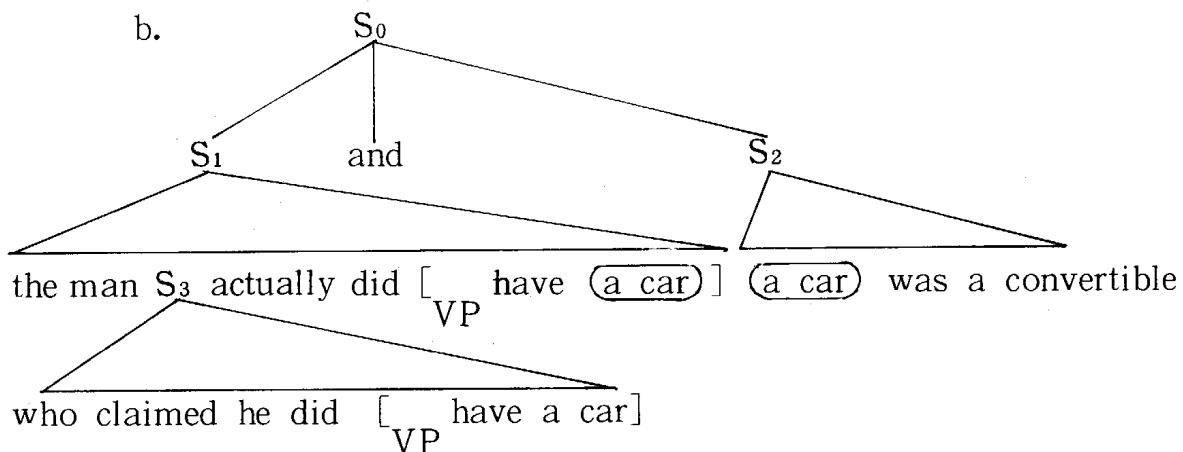 b. S₀
S₁ and S₂
the man S₃ actually did [VP have a car] a car was a convertible
who claimed he did [VP have a car]